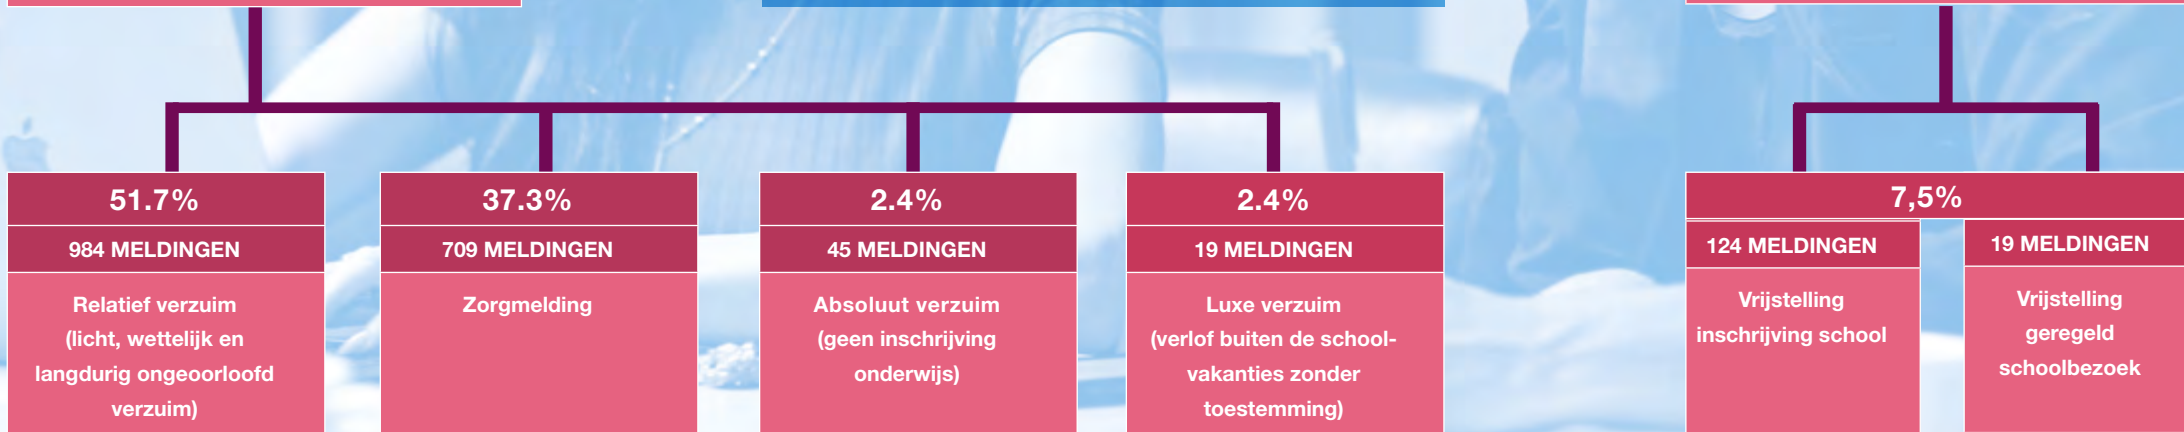 51.7%
984 MELDINGEN
Relatief verzuim
(licht, wettelijk en
langdurig ongeoorloofd
verzuim)
37.3%
709 MELDINGEN
Zorgmelding
2.4%
45 MELDINGEN
Absoluut verzuim
(geen inschrijving
onderwijs)
2.4%
19 MELDINGEN
Luxe verzuim
(verlof buiten de school-
vakanties zonder
toestemming)
7,5%
124 MELDINGEN
Vrijstelling
inschrijving school
19 MELDINGEN
Vrijstelling
geregeld
schoolbezoek